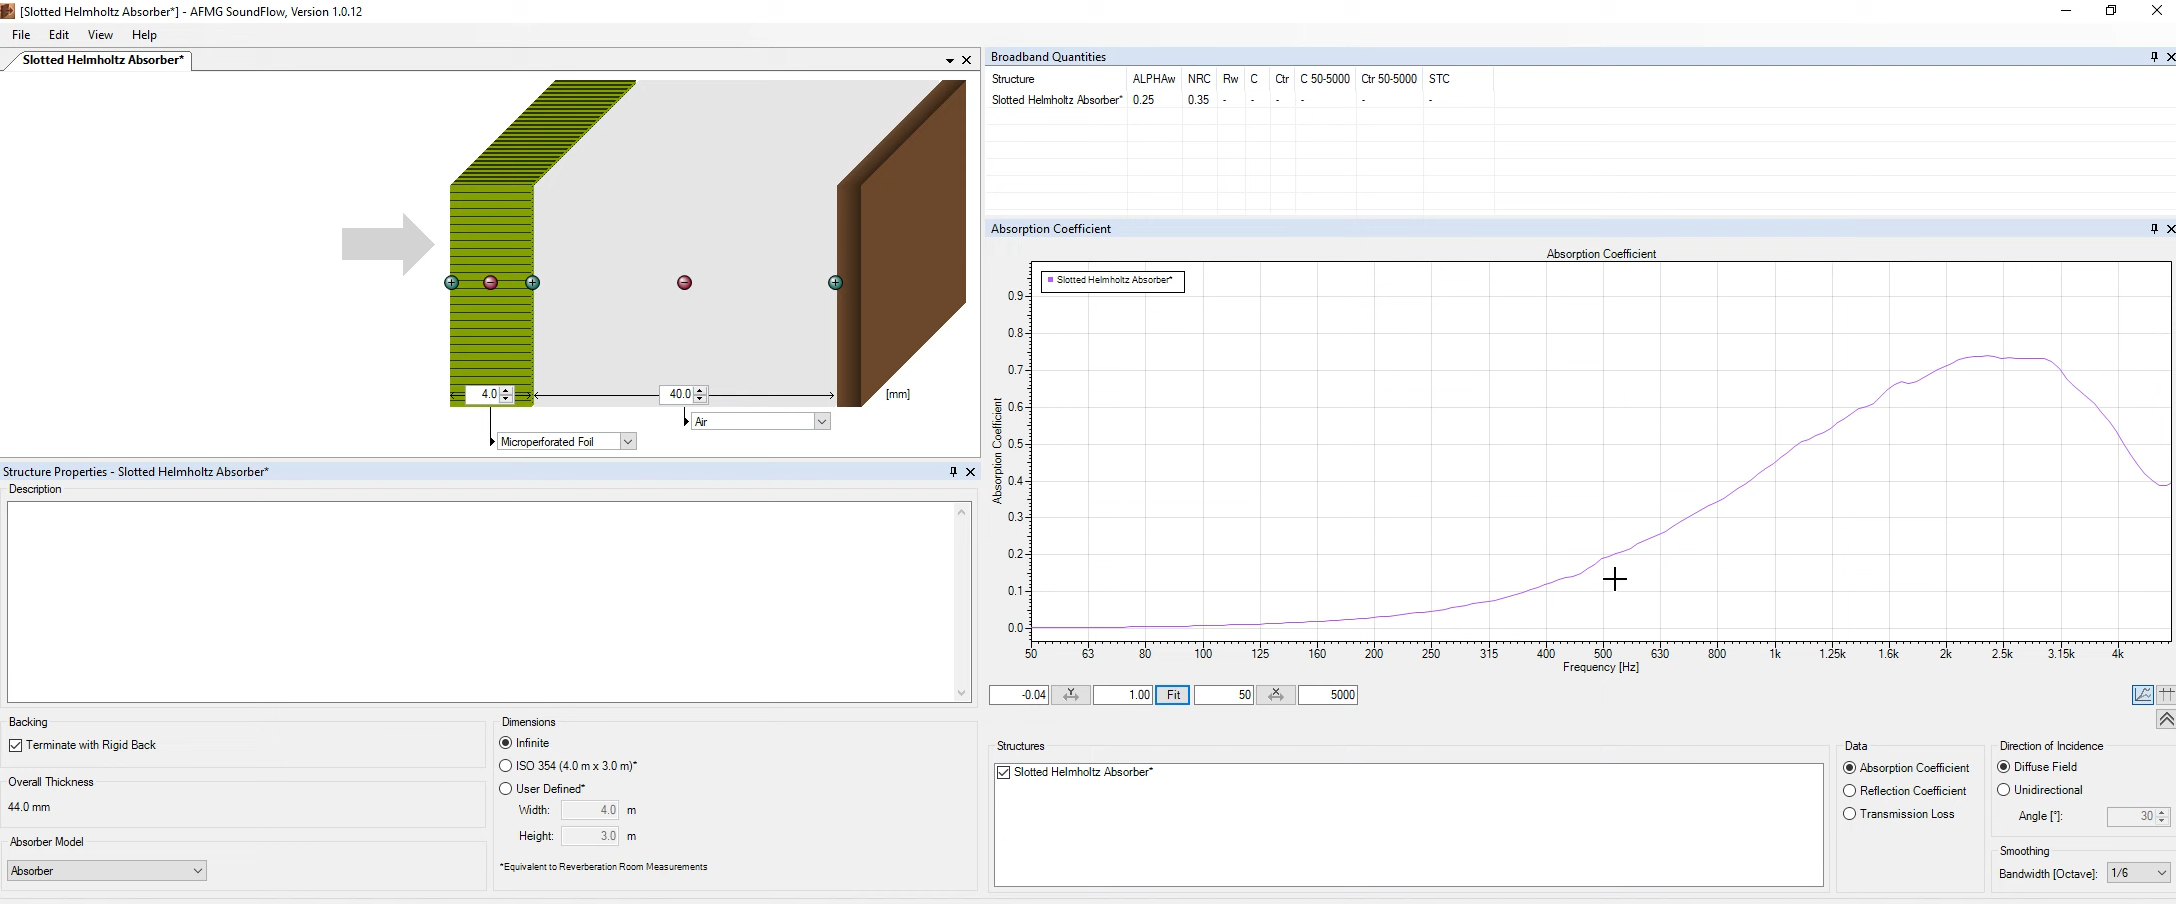 [Slotted Helmholtz Absorber*] - AFMG SoundFlow, Version 1.0.12
File Edit View Help
Slotted Helmholtz Absorber*
4.0
40.0
[mm]
Air
Microperforated Foil
Structure Properties - Slotted Helmholtz Absorber*
Description
Backing
Terminate with Rigid Back
Overall Thickness
44.0 mm
Absorber Model
Absorber
Dimensions
Infinite
ISO 354 (4.0 m x 3.0 m)*
User Defined*
Width: 4.0 m
Height: 3.0 m
*Equivalent to Reverberation Room Measurements
Broadband Quantities
Structure ALPHAw NRC Rw C Ctr C 50-5000 Ctr 50-5000 STC
Slotted Helmholtz Absorber* 0.25 0.35 - - - - - -
Absorption Coefficient
Absorption Coefficient
Slotted Helmholtz Absorber*
Absorption Coefficient
0.9
0.8
0.7
0.6
0.5
0.4
0.3
0.2
0.1
0.0
50 63 80 100 125 160 200 250 315 400 500 630 800 1k 1.25k 1.6k 2k 2.5k 3.15k 4k
Frequency [Hz]
-0.04 Y 1.00 Fit 50 X 5000
Structures
Slotted Helmholtz Absorber*
Data
Absorption Coefficient
Reflection Coefficient
Transmission Loss
Direction of Incidence
Diffuse Field
Unidirectional
Angle [°]: 30
Smoothing
Bandwidth [Octave]: 1/6